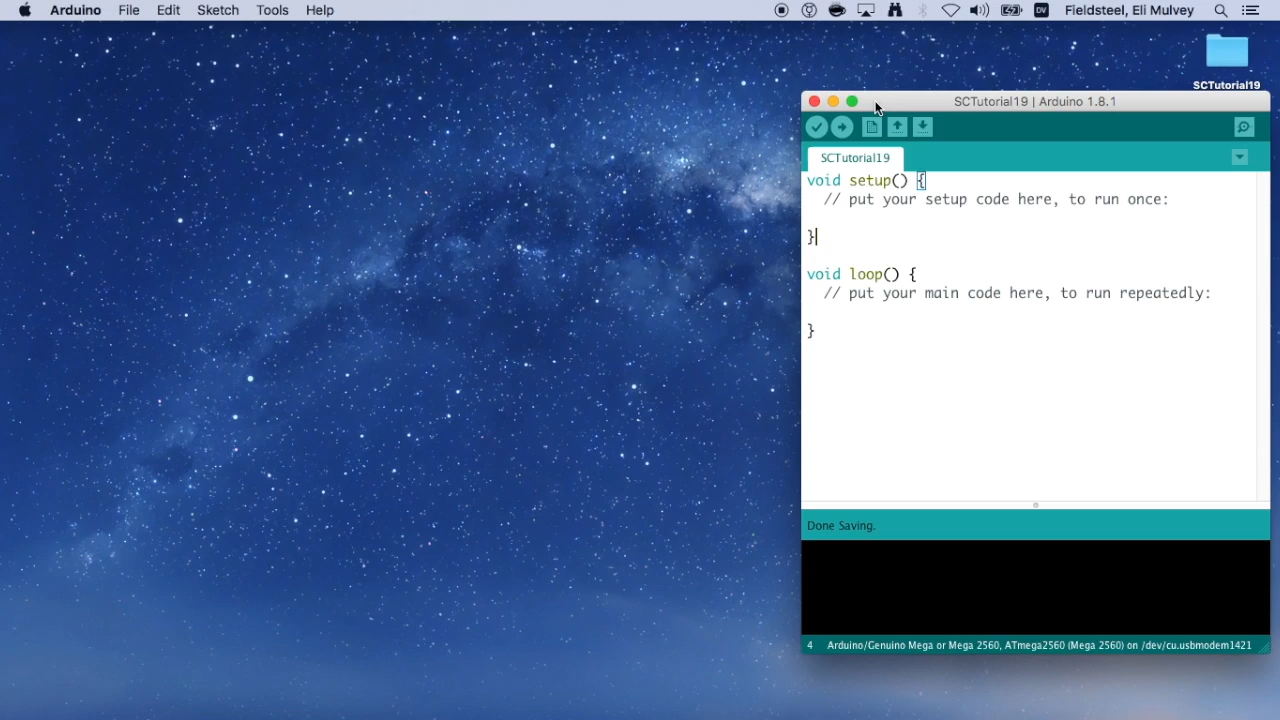 Arduino File Edit Sketch Tools Help DV Fieldsteel, Eli Mulvey
SCTutorial19
SCTutorial19 | Arduino 1.8.1
SCTutorial19
void setup() {
  // put your setup code here, to run once:
}
void loop() {
  // put your main code here, to run repeatedly:
}
Done Saving.
4 Arduino/Genuino Mega or Mega 2560, ATmega2560 (Mega 2560) on /dev/cu.usbmodem1421